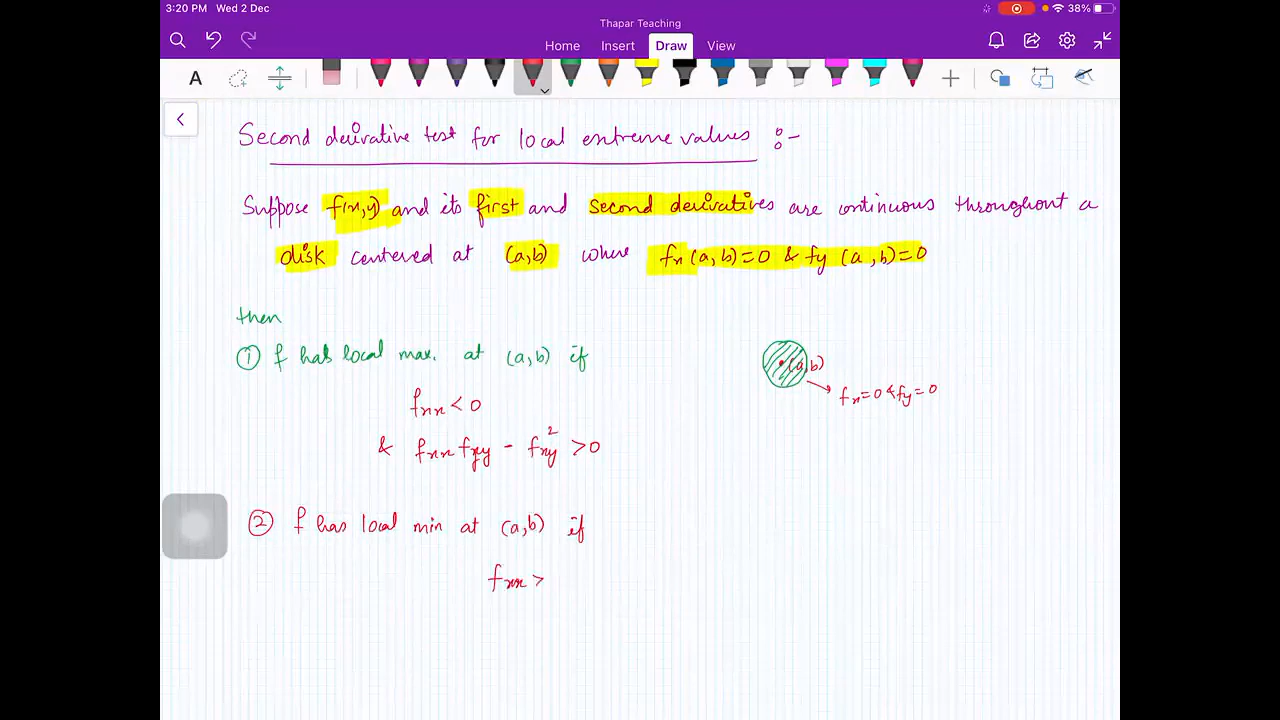 3:20 PM Wed 2 Dec
38%
Thapar Teaching
Home Insert Draw View
A
Second derivative test for local extreme values :-
Suppose f(x,y) and its first and second derivatives are continuous throughout a
disk centered at (a,b) where fx(a,b)=0 & fy(a,b)=0
then
① f has local max. at (a,b) if
(a,b)
fx=0 & fy=0
fxx < 0
& fxx fyy - fxy² > 0
② f has local min at (a,b) if
fxx >